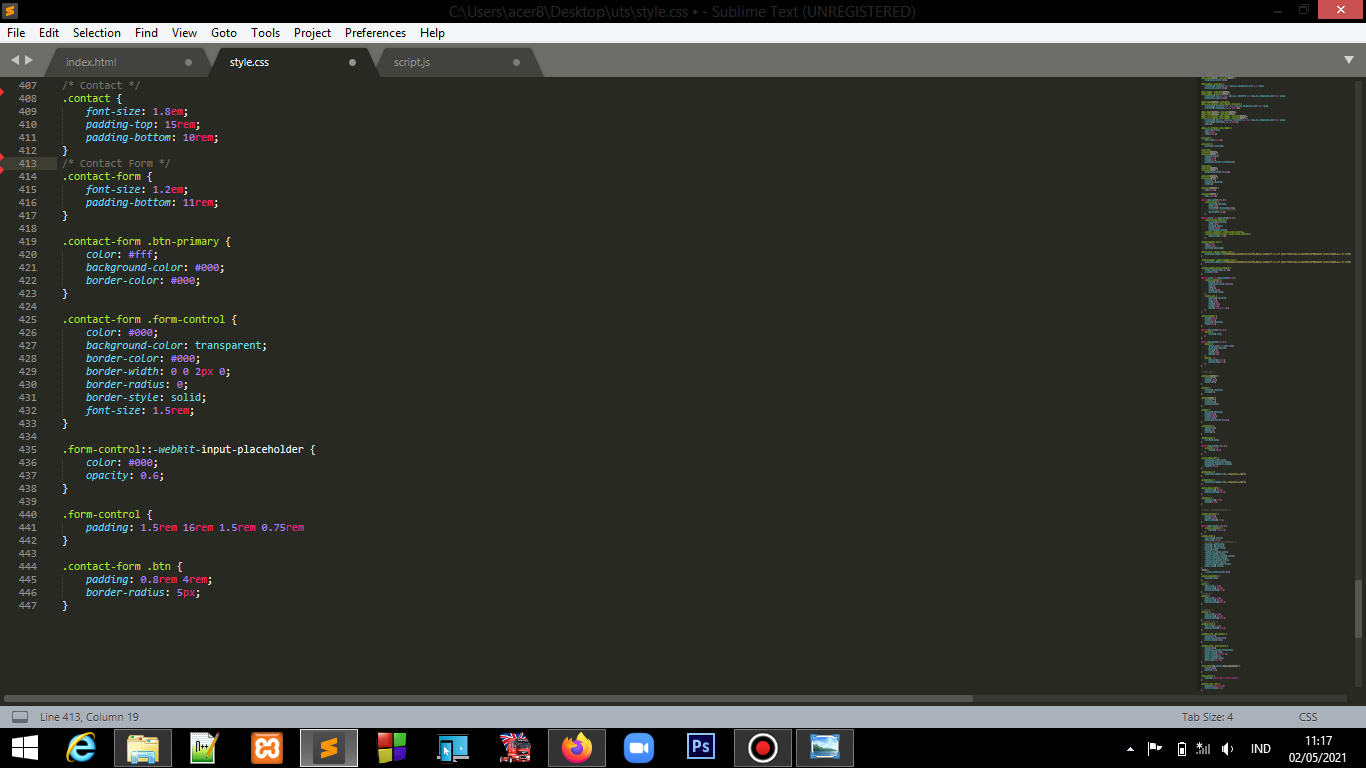 C:\Users\acer8\Desktop\uts\style.css • - Sublime Text (UNREGISTERED)
File Edit Selection Find View Goto Tools Project Preferences Help
index.html style.css script.js
407 /* Contact */
408 .contact {
409 font-size: 1.8em;
410 padding-top: 15rem;
411 padding-bottom: 10rem;
412 }
413 /* Contact Form */
414 .contact-form {
415 font-size: 1.2em;
416 padding-bottom: 11rem;
417 }
418
419 .contact-form .btn-primary {
420 color: #fff;
421 background-color: #000;
422 border-color: #000;
423 }
424
425 .contact-form .form-control {
426 color: #000;
427 background-color: transparent;
428 border-color: #000;
429 border-width: 0 0 2px 0;
430 border-radius: 0;
431 border-style: solid;
432 font-size: 1.5rem;
433 }
434
435 .form-control::-webkit-input-placeholder {
436 color: #000;
437 opacity: 0.6;
438 }
439
440 .form-control {
441 padding: 1.5rem 16rem 1.5rem 0.75rem
442 }
443
444 .contact-form .btn {
445 padding: 0.8rem 4rem;
446 border-radius: 5px;
447 }
Line 413, Column 19 Tab Size: 4 CSS
Ps IND 11:17
02/05/2021